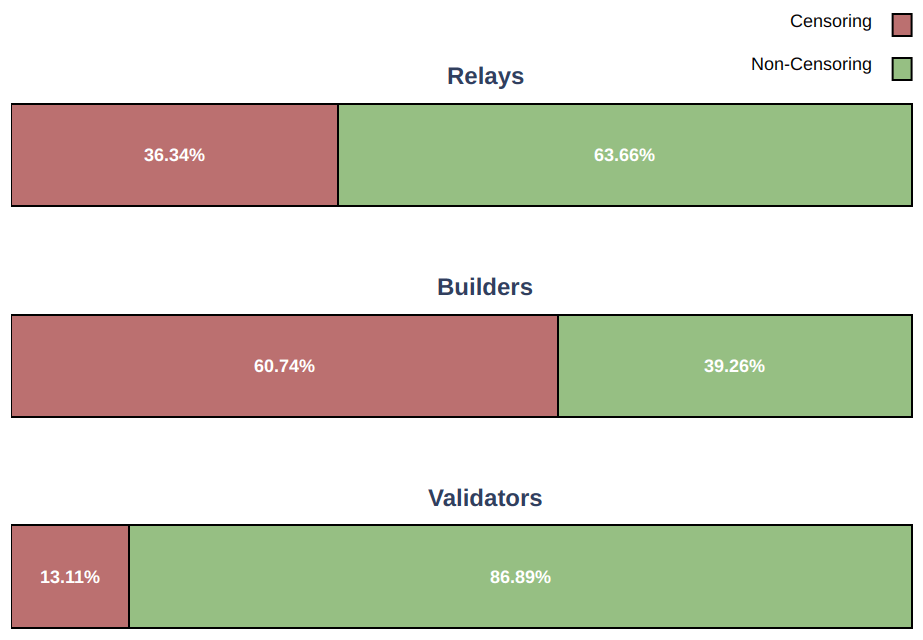 Censoring
Non-Censoring
Relays
36.34% 63.66%
Builders
60.74% 39.26%
Validators
13.11% 86.89%